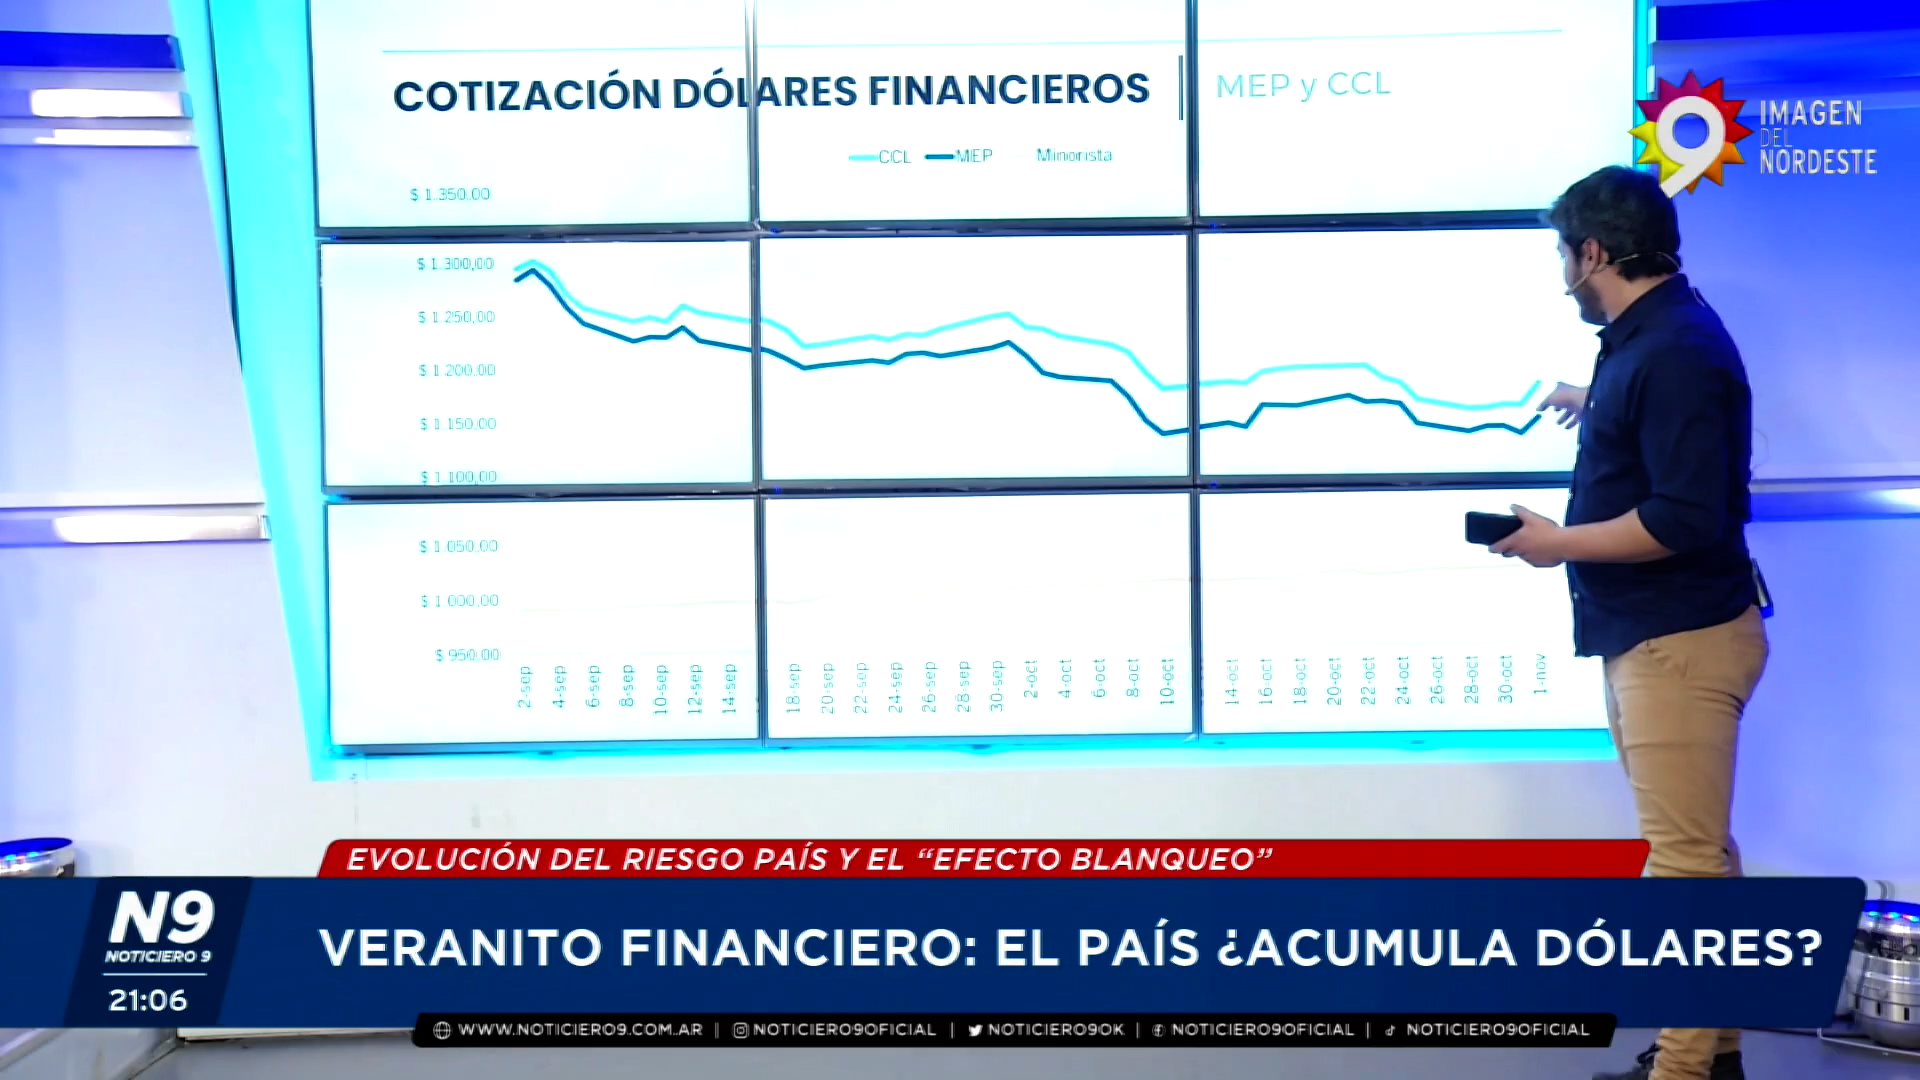 COTIZACIÓN DÓLARES FINANCIEROS
MEP y CCL
CCL MEP Minorista
$ 1.350,00
$ 1.300,00
$ 1.250,00
$ 1.200,00
$ 1.150,00
$ 1.100,00
$ 1.050,00
$ 1.000,00
$ 950,00
2-sep
4-sep
6-sep
8-sep
10-sep
12-sep
14-sep
18-sep
20-sep
22-sep
24-sep
26-sep
28-sep
30-sep
2-oct
4-oct
6-oct
8-oct
10-oct
14-oct
16-oct
18-oct
20-oct
22-oct
24-oct
26-oct
28-oct
30-oct
1-nov
9
IMAGEN
DEL
NORDESTE
EVOLUCIÓN DEL RIESGO PAÍS Y EL “EFECTO BLANQUEO”
N9
NOTICIERO 9
21:06
VERANITO FINANCIERO: EL PAÍS ¿ACUMULA DÓLARES?
WWW.NOTICIERO9.COM.AR | NOTICIERO9OFICIAL | NOTICIERO9OK | NOTICIERO9OFICIAL | NOTICIERO9OFICIAL